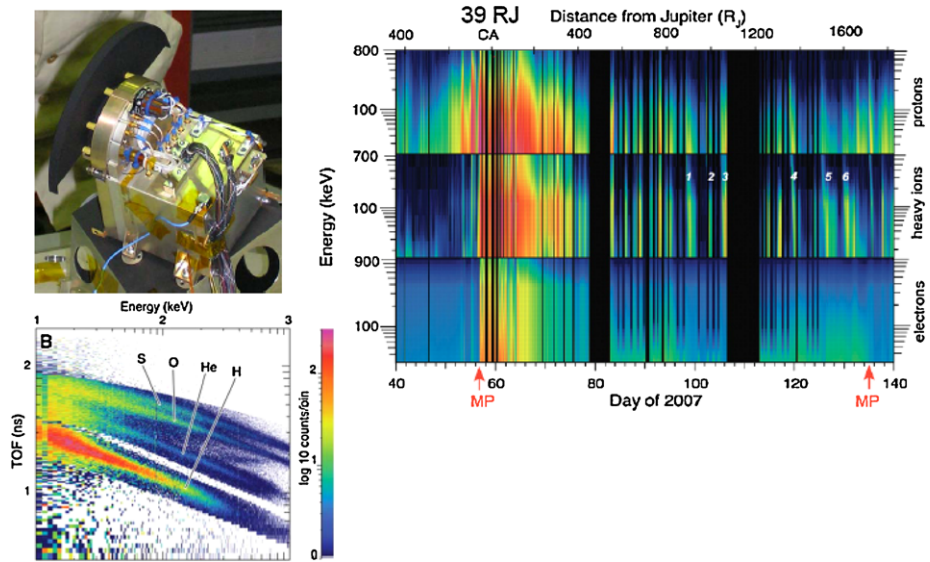 39 RJ
Distance from Jupiter (RJ)
400 CA 400 800 1200 1600
800
100
700
100
900
100
Energy (keV)
protons
heavy ions
electrons
1 2 3 4 5 6
40 60 80 100 120 140
MP
Day of 2007
MP
Energy (keV)
1 2 3
B
S O He H
2
1
TOF (ns)
2
1
0
log 10 counts/bin